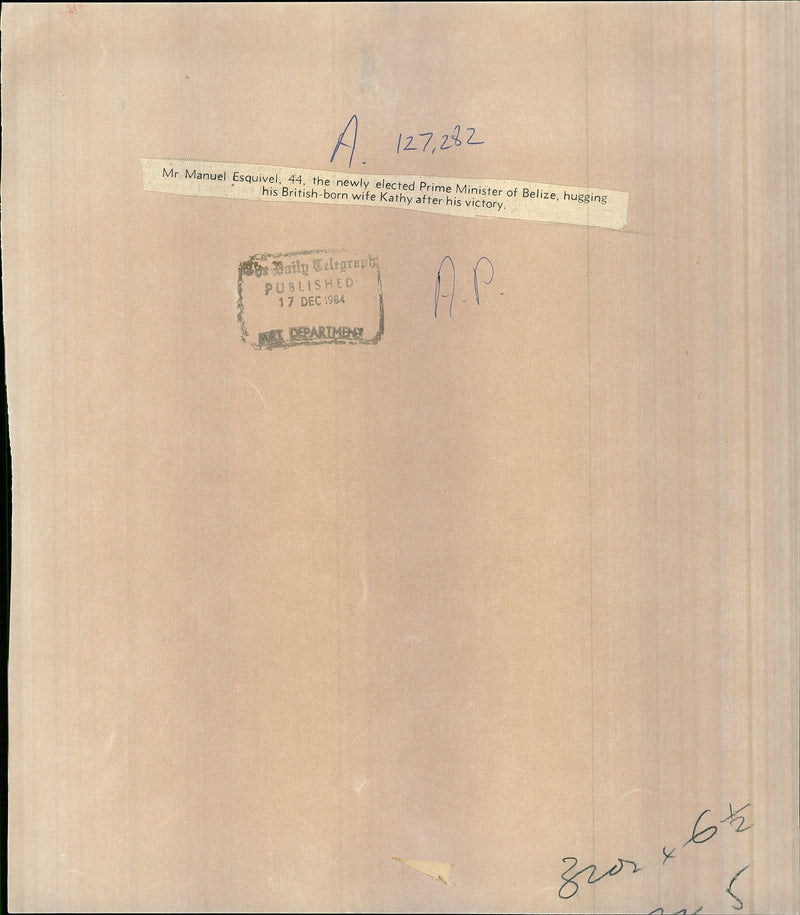 A. 127,282
Mr Manuel Esquivel, 44, the newly elected Prime Minister of Belize, hugging
his British-born wife Kathy after his victory.
The Daily Telegraph
PUBLISHED
17 DEC 1984
ART DEPARTMENT
A.P.
x 6½
5